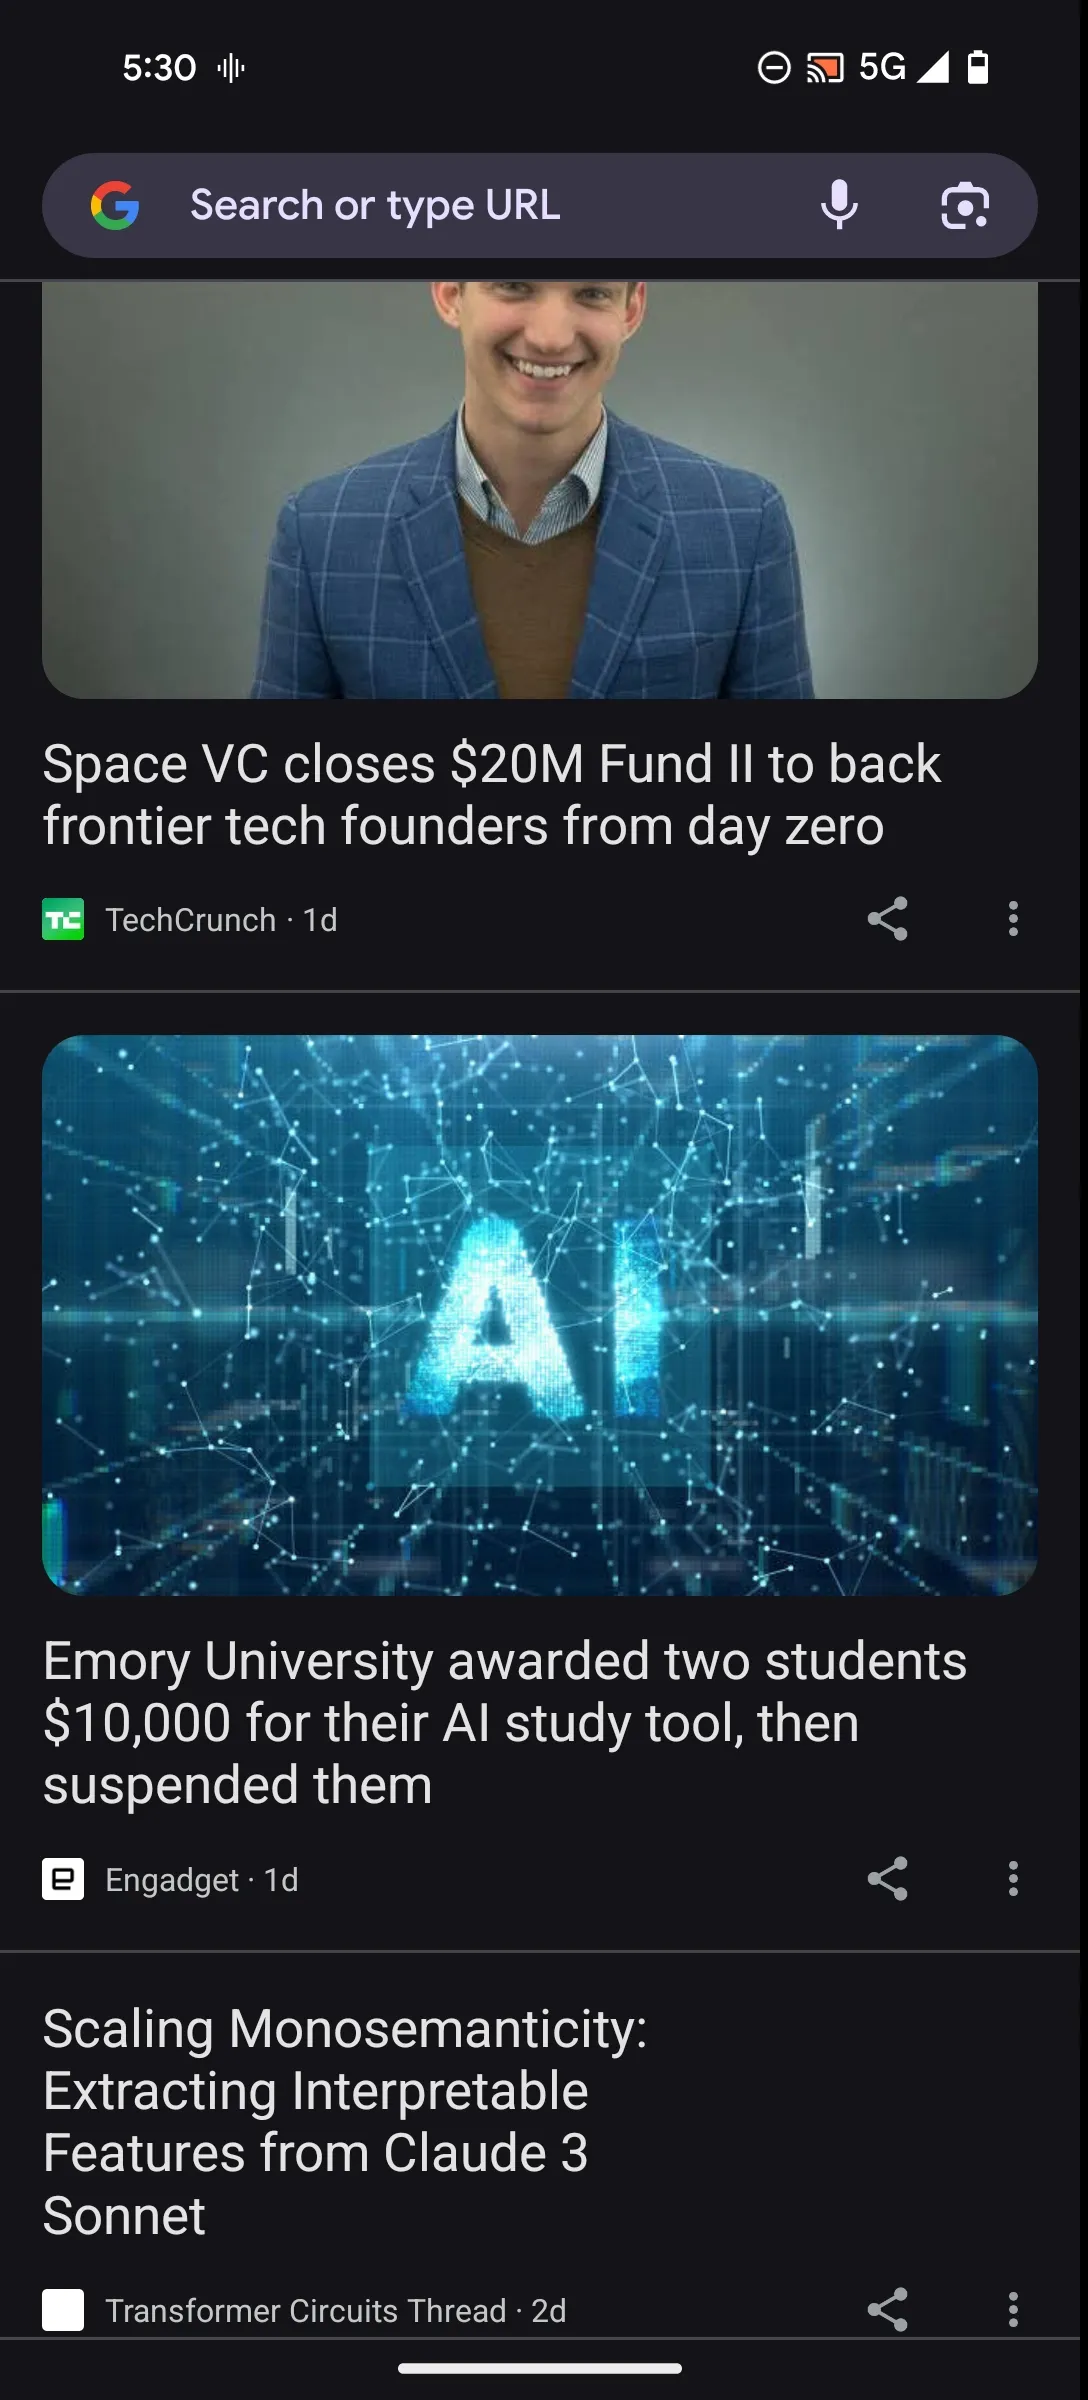 5:30
5G
Search or type URL
Space VC closes $20M Fund II to back
frontier tech founders from day zero
TechCrunch · 1d
AI
Emory University awarded two students
$10,000 for their AI study tool, then
suspended them
Engadget · 1d
Scaling Monosemanticity:
Extracting Interpretable
Features from Claude 3
Sonnet
Transformer Circuits Thread · 2d